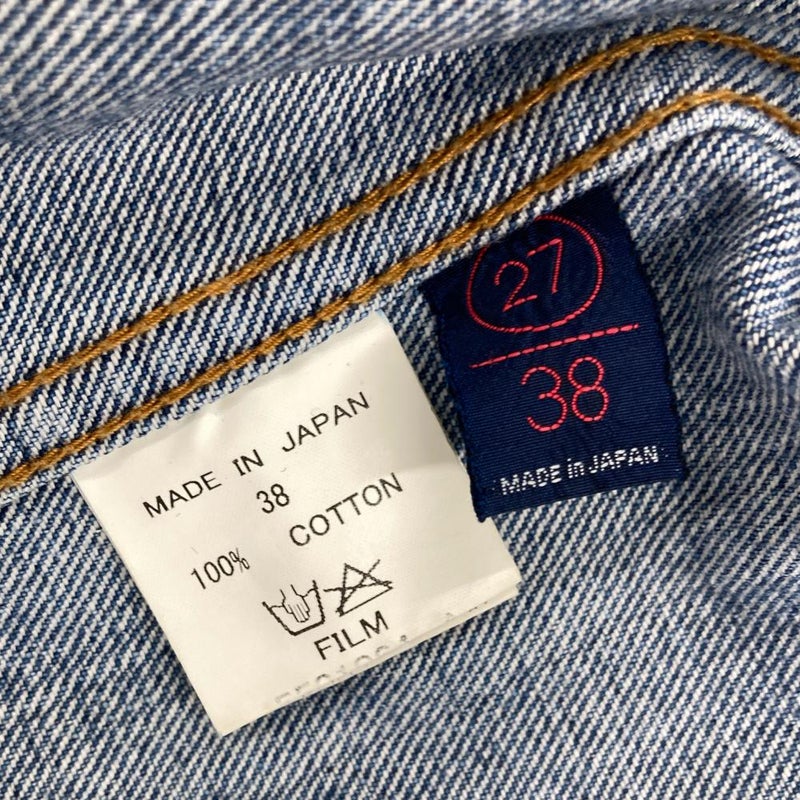 MADE IN JAPAN
38
100% COTTON
FILM
27
38
MADE in JAPAN